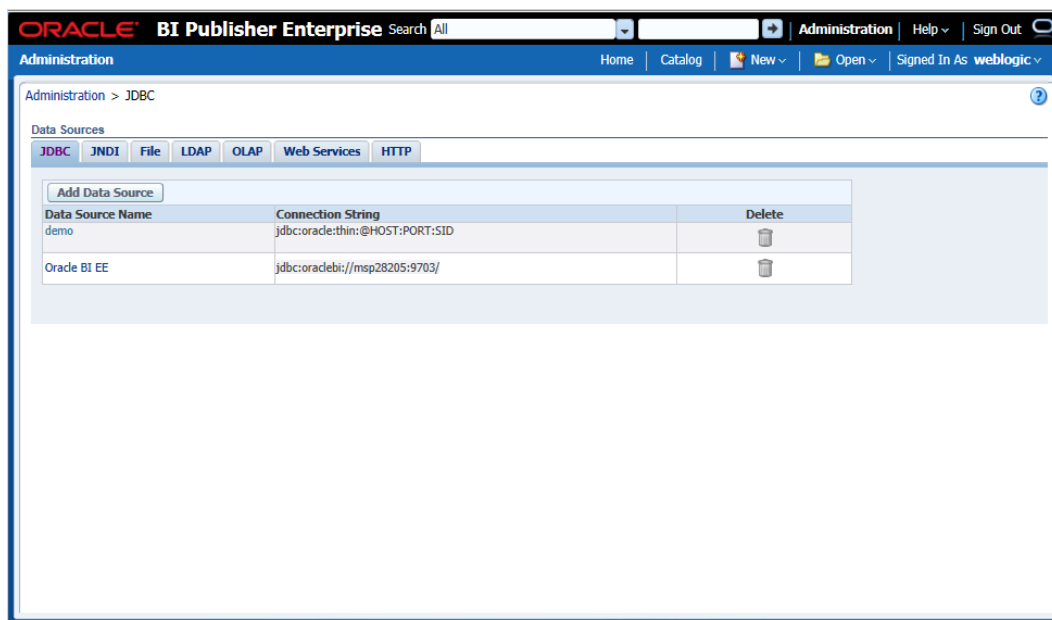 ORACLE BI Publisher Enterprise Search All Administration Help Sign Out
Administration Home Catalog New Open Signed In As weblogic
Administration > JDBC
Data Sources
JDBC JNDI File LDAP OLAP Web Services HTTP
Add Data Source
Data Source Name Connection String Delete
demo jdbc:oracle:thin:@HOST:PORT:SID
Oracle BI EE jdbc:oraclebi://msp28205:9703/